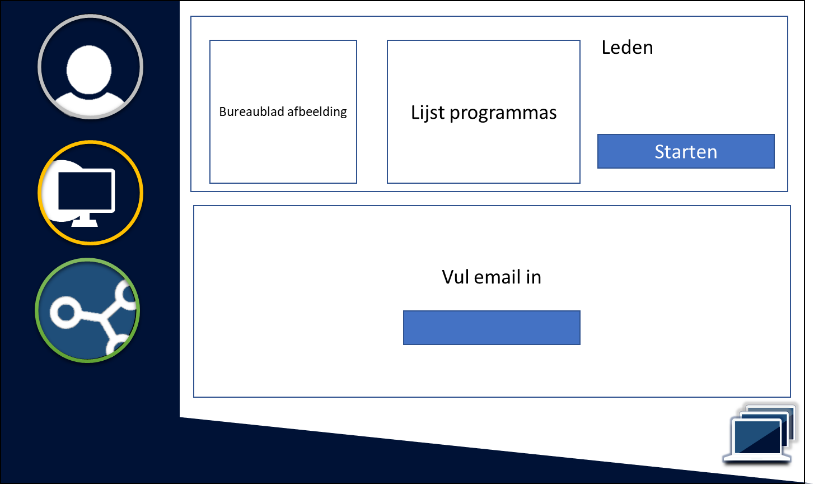 Bureaublad afbeelding
Lijst programmas
Leden
Starten
Vul email in